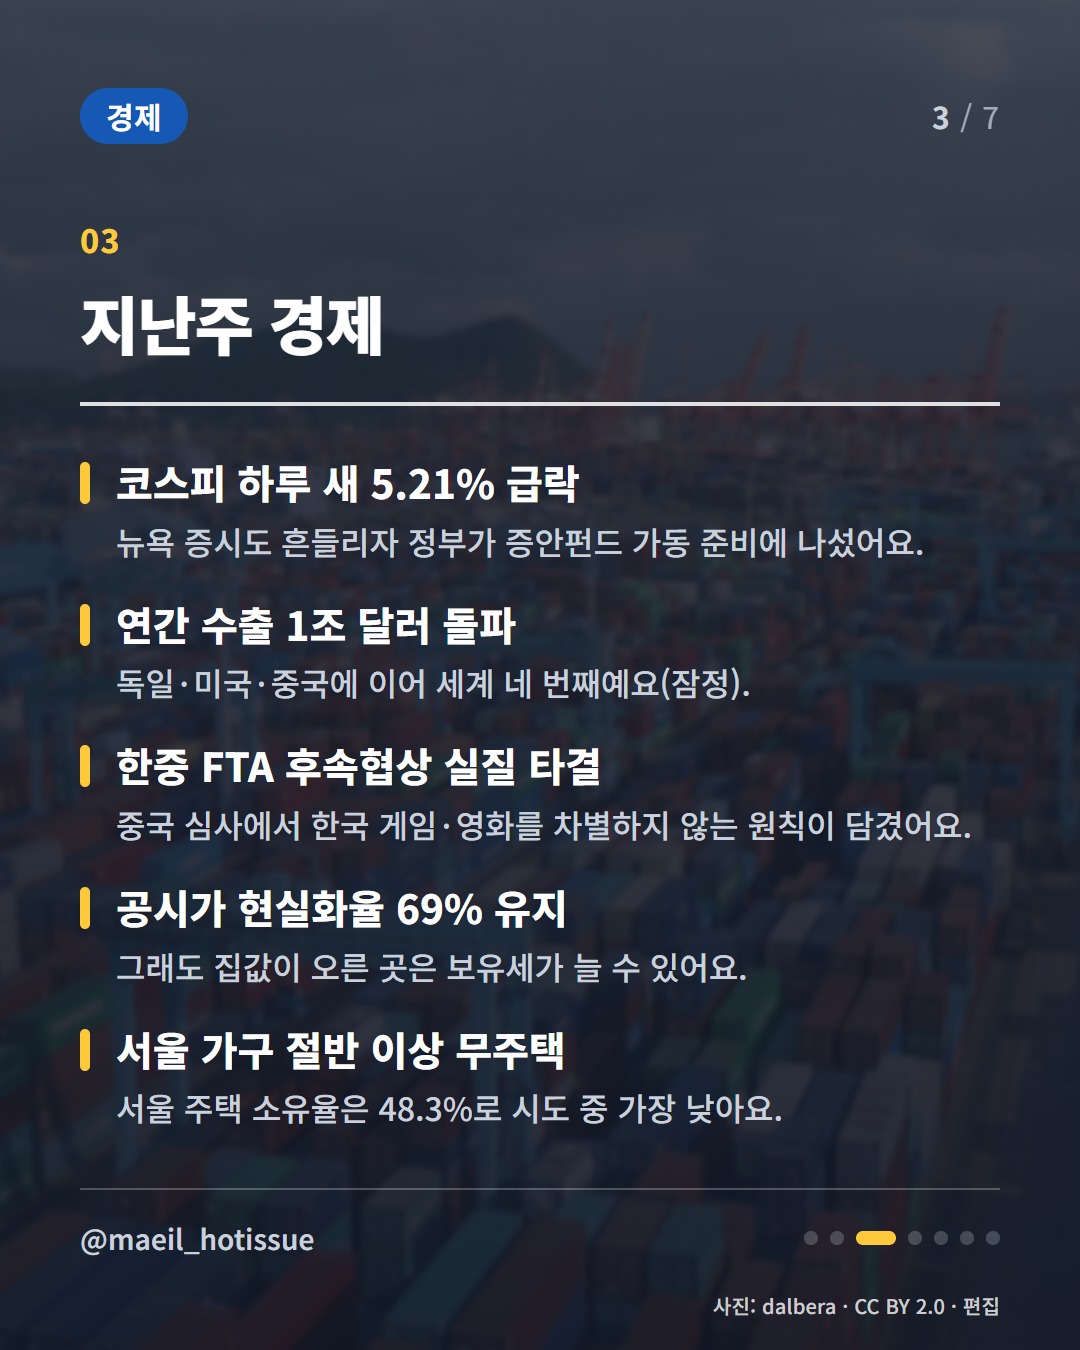 경제
3 / 7
03
지난주 경제
코스피 하루 새 5.21% 급락
뉴욕 증시도 흔들리자 정부가 증안펀드 가동 준비에 나섰어요.
연간 수출 1조 달러 돌파
독일·미국·중국에 이어 세계 네 번째예요(잠정).
한중 FTA 후속협상 실질 타결
중국 심사에서 한국 게임·영화를 차별하지 않는 원칙이 담겼어요.
공시가 현실화율 69% 유지
그래도 집값이 오른 곳은 보유세가 늘 수 있어요.
서울 가구 절반 이상 무주택
서울 주택 소유율은 48.3%로 시도 중 가장 낮아요.
@maeil_hotissue
사진: dalbera · CC BY 2.0 · 편집